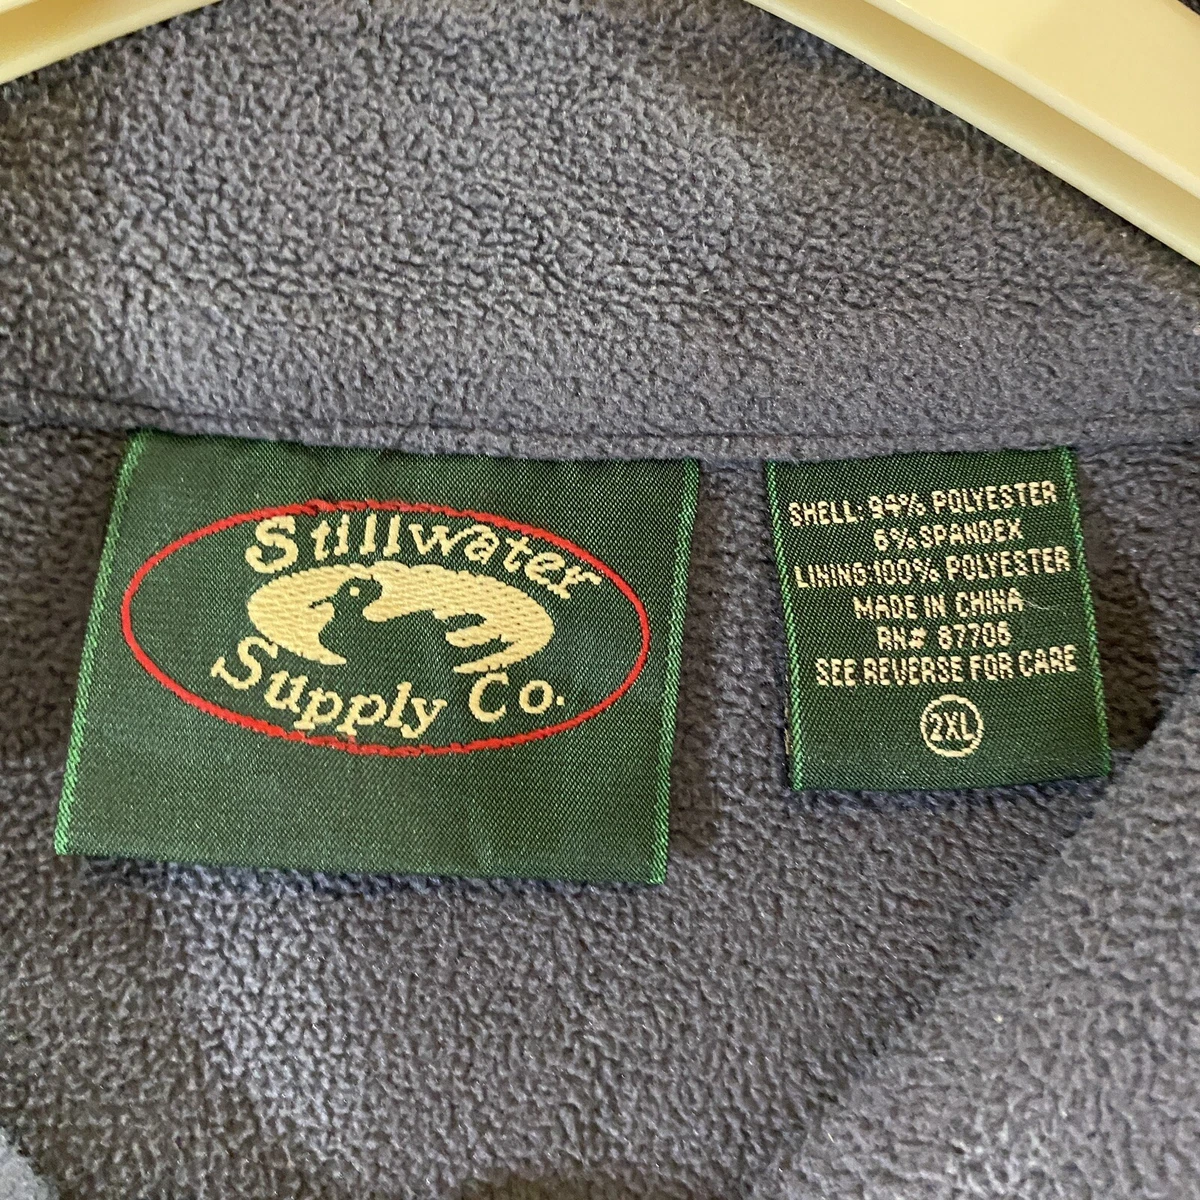 Stillwater
Supply Co.
SHELL: 94% POLYESTER
6% SPANDEX
LINING 100% POLYESTER
MADE IN CHINA
RN# 87706
SEE REVERSE FOR CARE
2XL